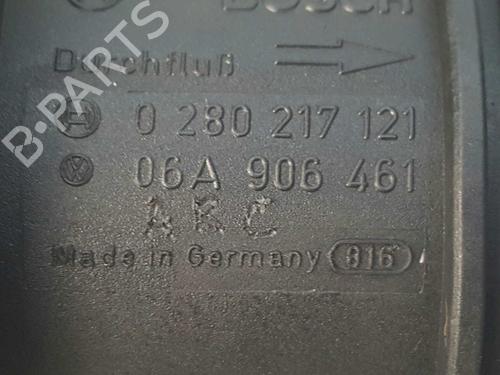 BOSCH
Durchfluß
0 280 217 121
06A 906 461
ABC
Made in Germany 816
B-PARTS